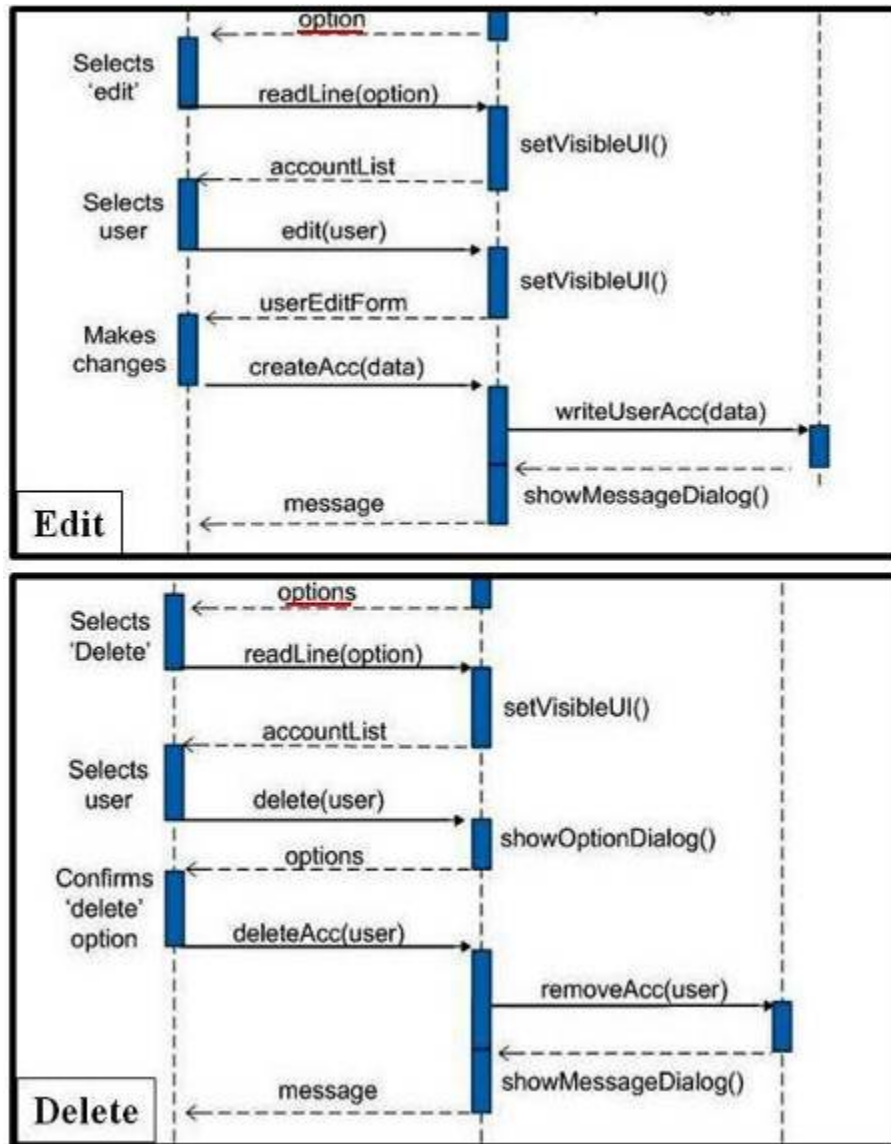 option
Selects
'edit'
readLine(option)
setVisibleUI()
accountList
Selects
user
edit(user)
setVisibleUI()
userEditForm
Makes
changes
createAcc(data)
writeUserAcc(data)
showMessageDialog()
message
Edit
options
Selects
'Delete'
readLine(option)
setVisibleUI()
accountList
Selects
user
delete(user)
showOptionDialog()
options
Confirms
'delete'
option
deleteAcc(user)
removeAcc(user)
showMessageDialog()
message
Delete